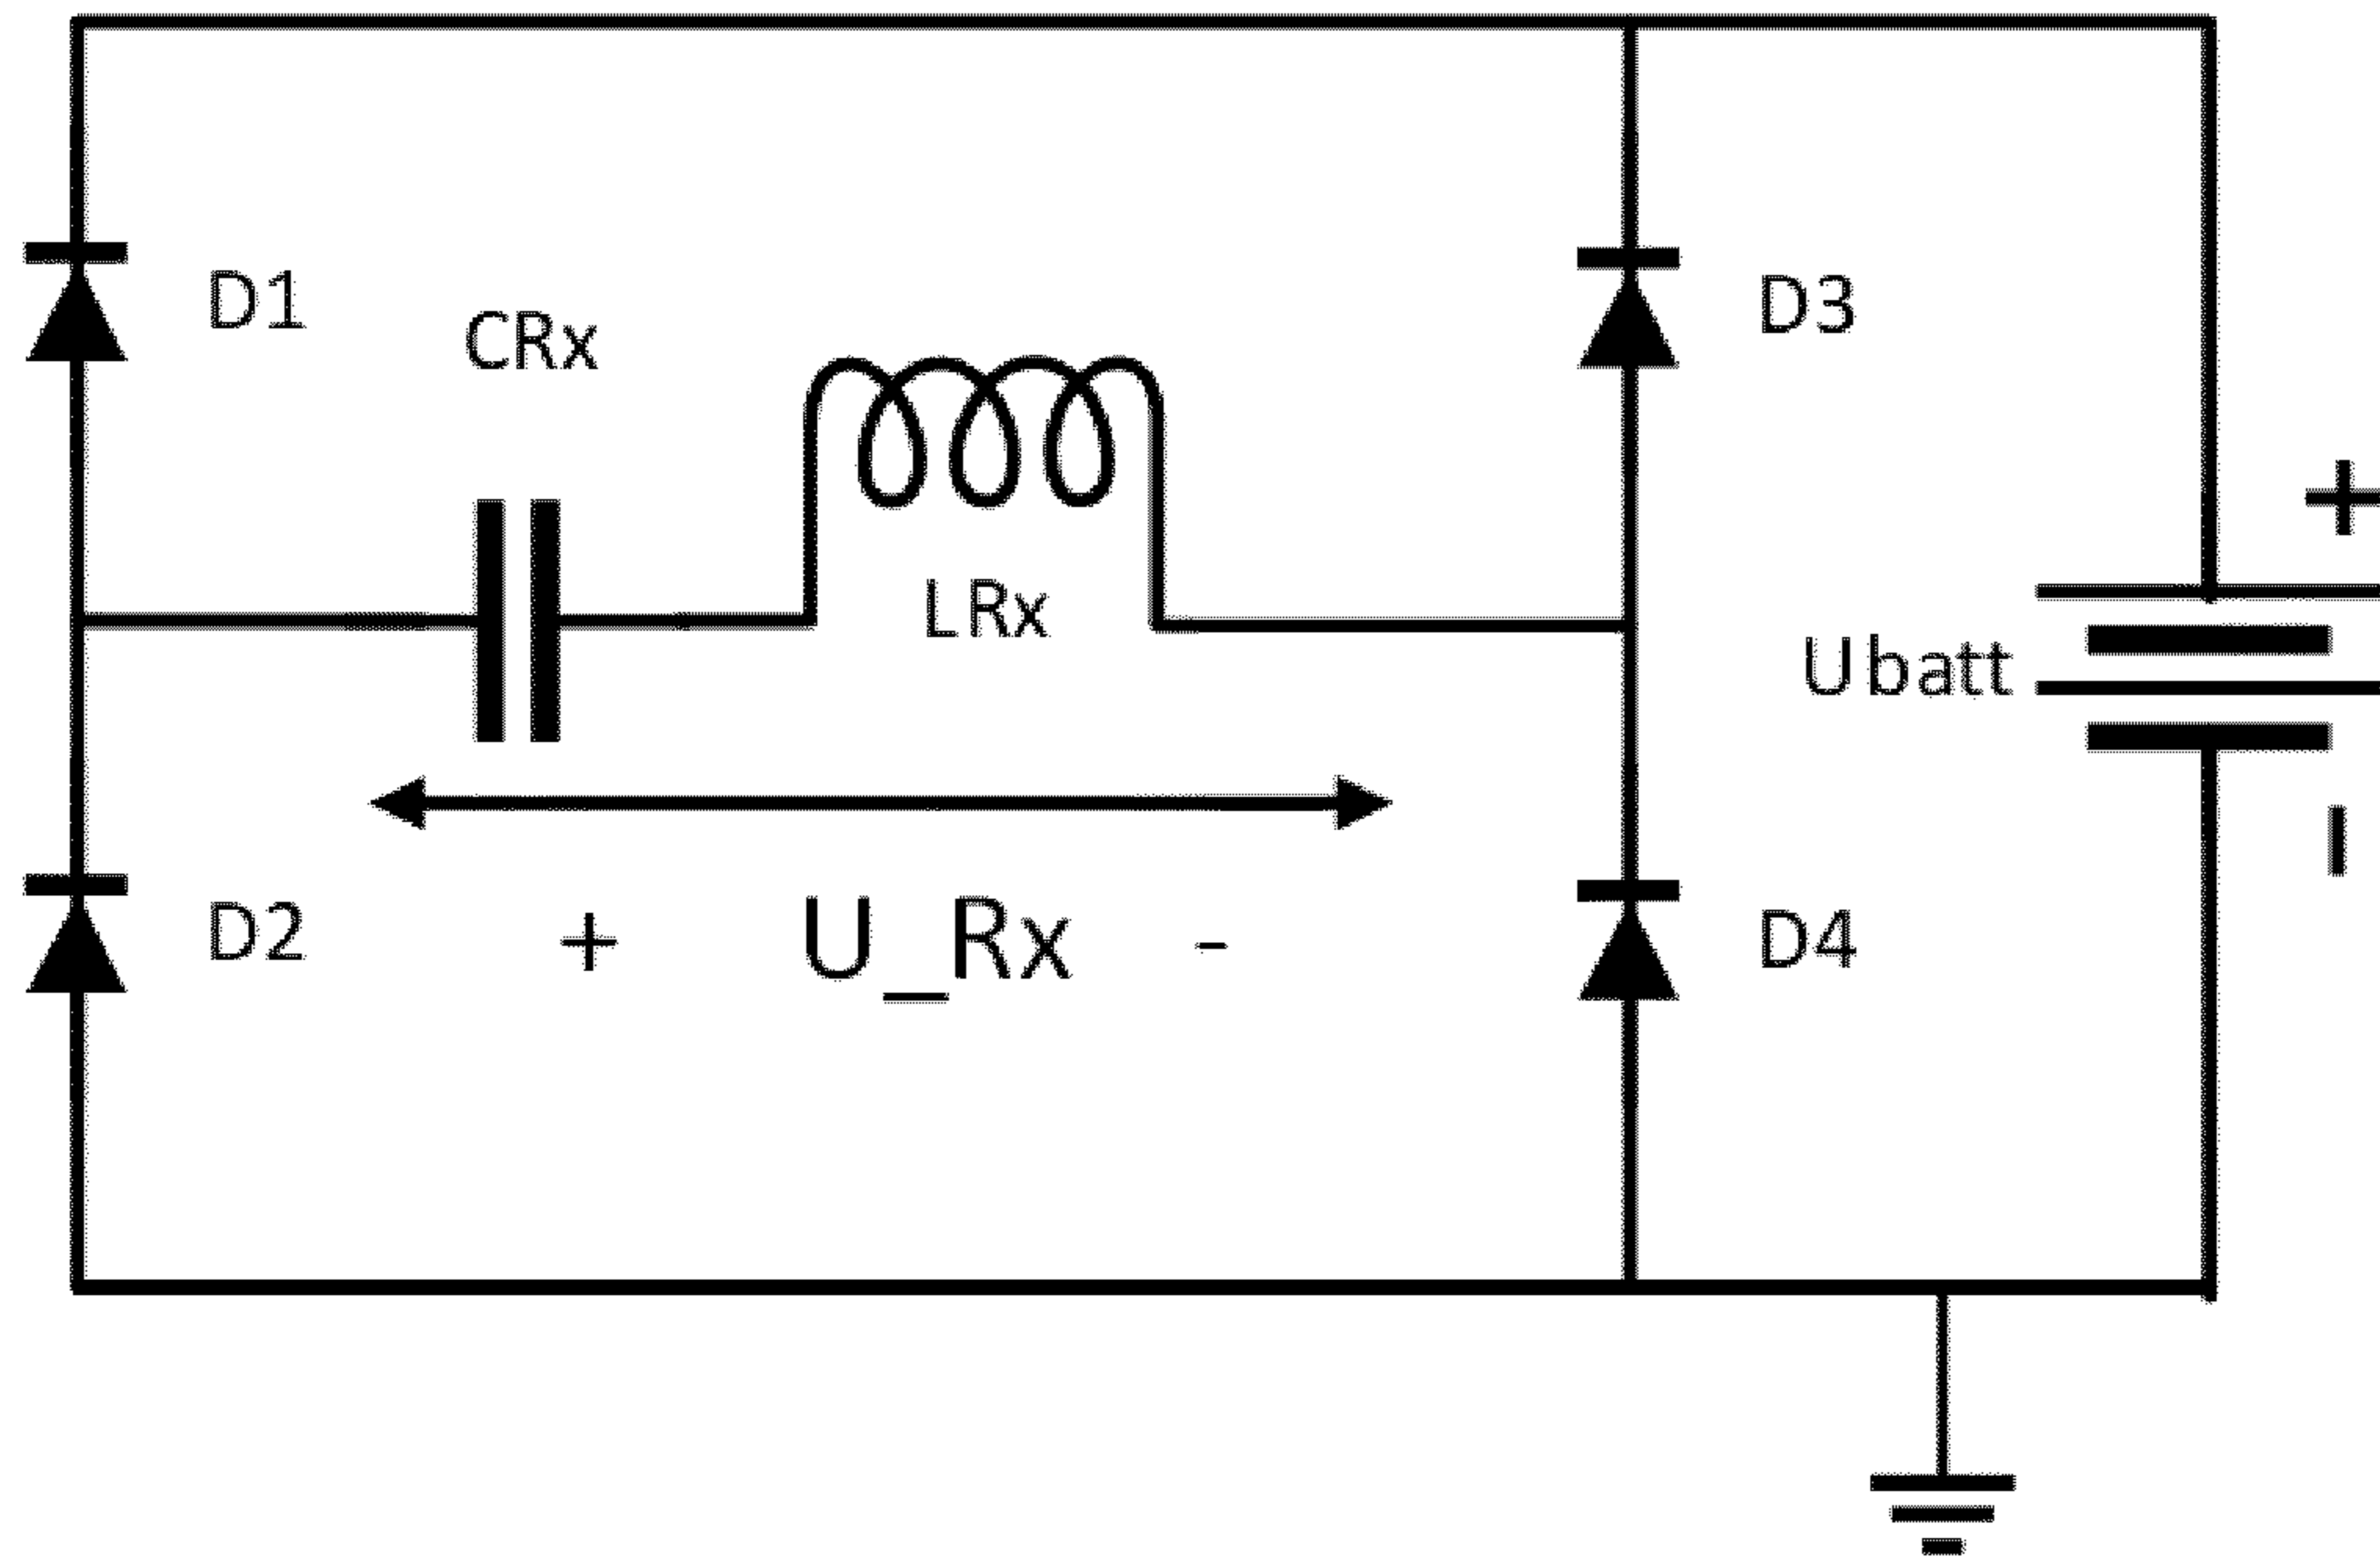 D1
CRx
D3
LRx
+
Ubatt
-
D2
+ U_Rx -
D4